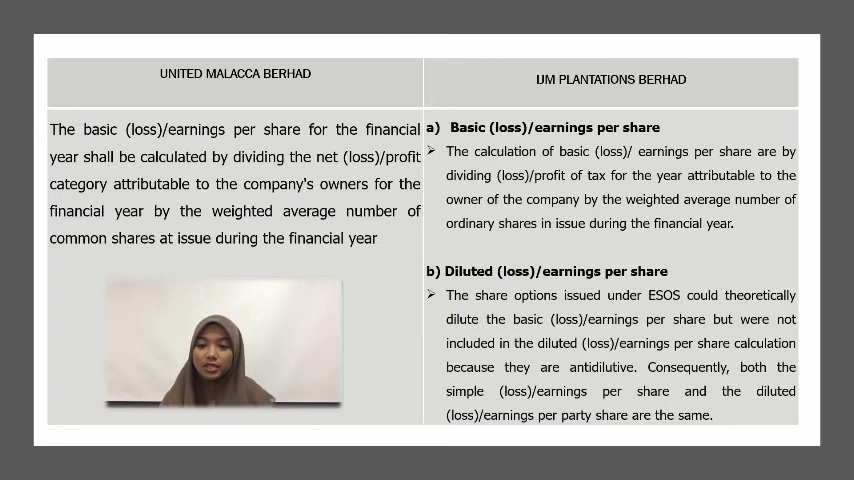 UNITED MALACCA BERHAD
The basic (loss)/earnings per share for the financial
year shall be calculated by dividing the net (loss)/profit
category attributable to the company's owners for the
financial year by the weighted average number of
common shares at issue during the financial year
IJM PLANTATIONS BERHAD
a) Basic (loss)/earnings per share
➢ The calculation of basic (loss)/ earnings per share are by
dividing (loss)/profit of tax for the year attributable to the
owner of the company by the weighted average number of
ordinary shares in issue during the financial year.
b) Diluted (loss)/earnings per share
➢ The share options issued under ESOS could theoretically
dilute the basic (loss)/earnings per share but were not
included in the diluted (loss)/earnings per share calculation
because they are antidilutive. Consequently, both the
simple (loss)/earnings per share and the diluted
(loss)/earnings per party share are the same.